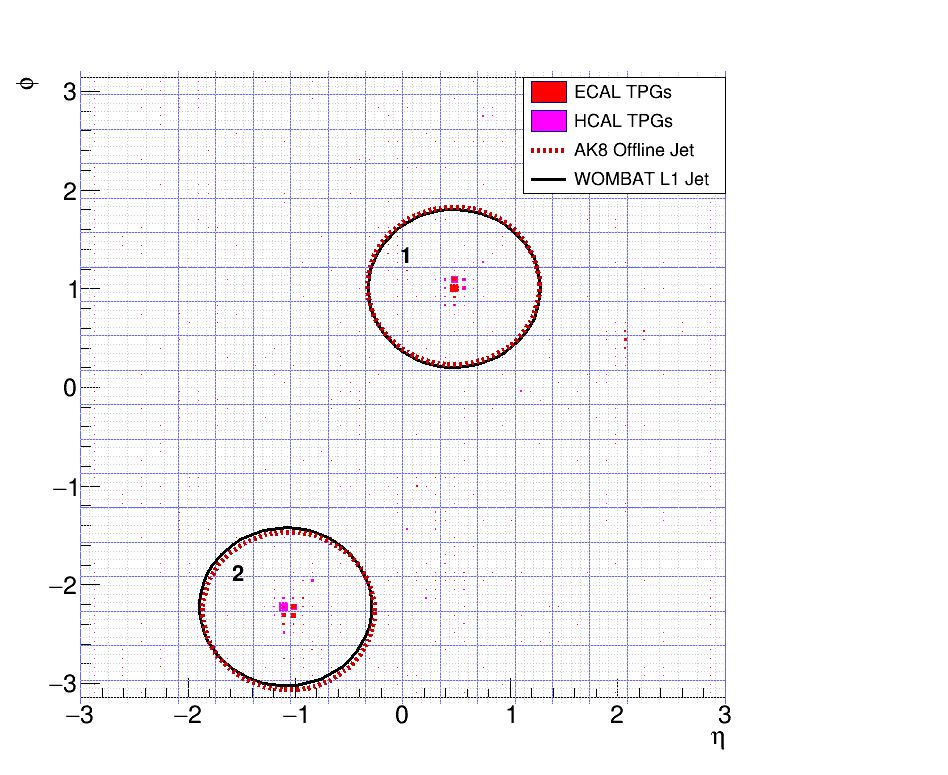 ϕ
3
2
1
0
−1
−2
−3
ECAL TPGs
HCAL TPGs
AK8 Offline Jet
WOMBAT L1 Jet
1
2
−3 −2 −1 0 1 2 3
η